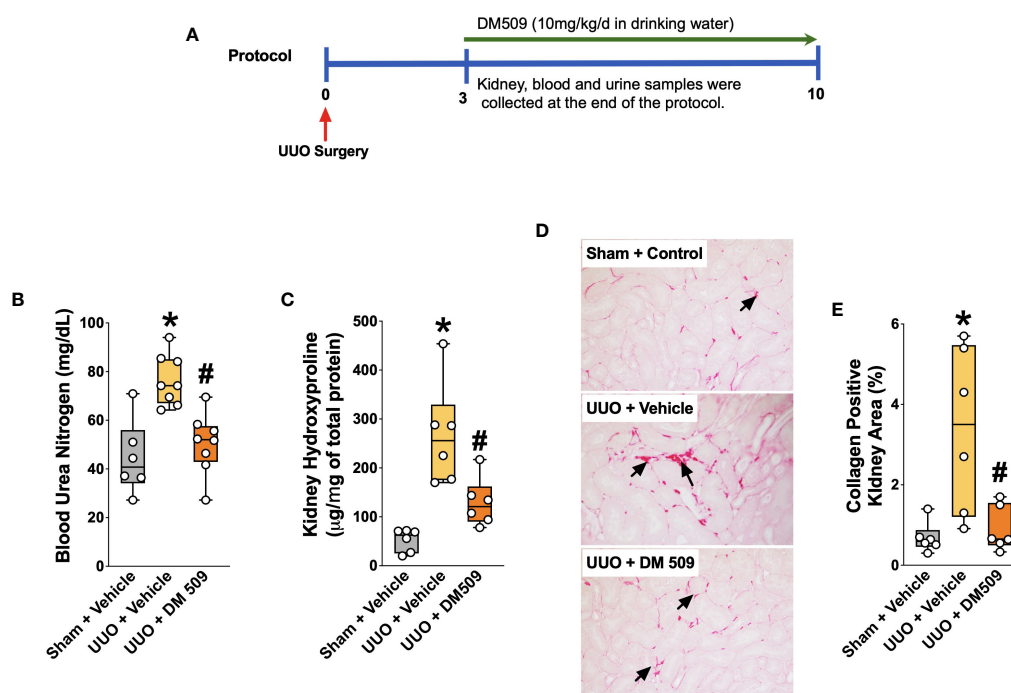 A
DM509 (10mg/kg/d in drinking water)
Protocol
0
3
10
Kidney, blood and urine samples were
collected at the end of the protocol.
UUO Surgery
B
Blood Urea Nitrogen (mg/dL)
100
80
60
40
20
0
*
#
Sham + Vehicle
UUO + Vehicle
UUO + DM 509
C
Kidney Hydroxyproline
(µg/mg of total protein)
500
400
300
200
100
0
*
#
Sham + Vehicle
UUO + Vehicle
UUO + DM509
D
Sham + Control
UUO + Vehicle
UUO + DM 509
E
Collagen Positive
Kidney Area (%)
6
4
2
0
*
#
Sham + Vehicle
UUO + Vehicle
UUO + DM509